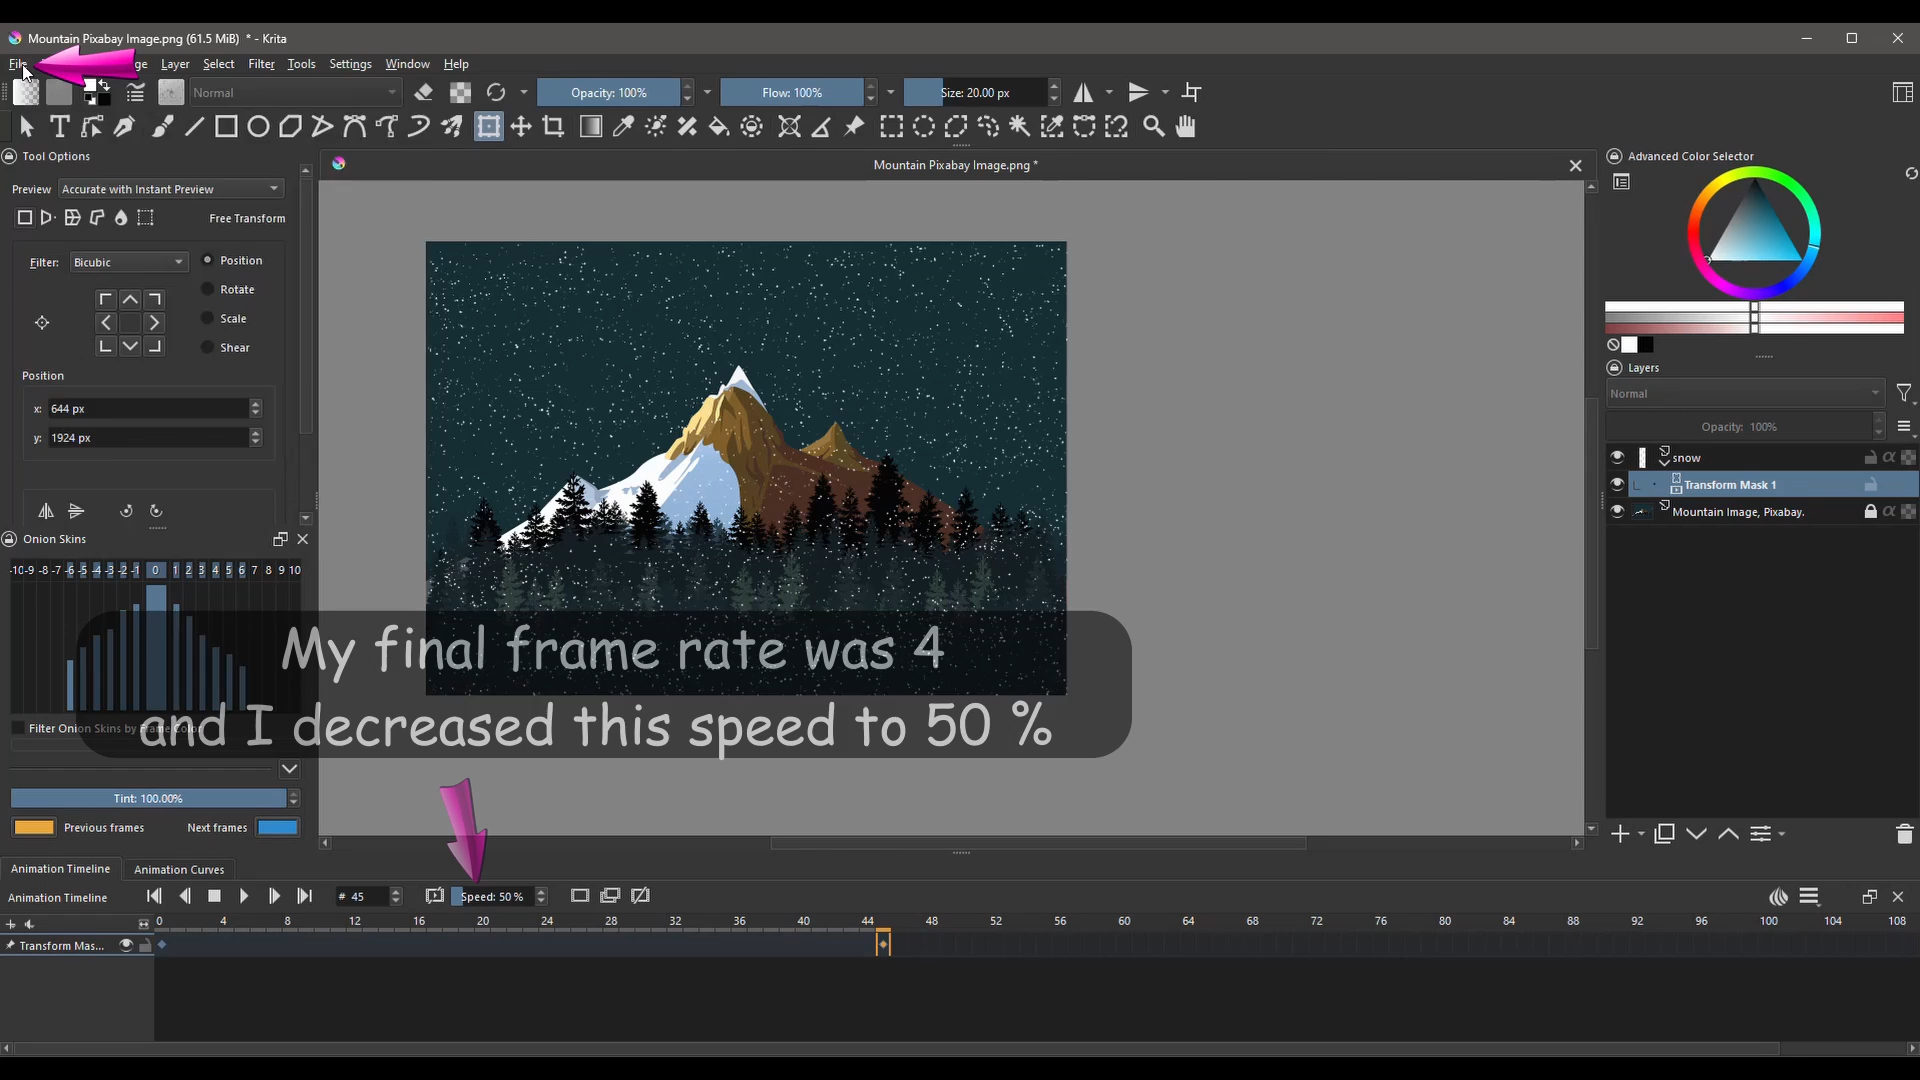 Mountain Pixabay Image.png (61.5 MiB) * - Krita
Layer Select Filter Tools Settings Window Help
Normal Opacity: 100% Flow: 100% Size: 20.00 px
Tool Options
Mountain Pixabay Image.png *
Advanced Color Selector
Preview Accurate with Instant Preview
Free Transform
Filter: Bicubic Position
Rotate
Scale
Shear
Position
x: 644 px
y: 1924 px
Layers
Normal
Opacity: 100%
snow
Transform Mask 1
Mountain Image, Pixabay.
Onion Skins
-10 -9 -8 -7 -6 -5 -4 -3 -2 -1 0 1 2 3 4 5 6 7 8 9 10
My final frame rate was 4
and I decreased this speed to 50 %
Filter Onion Skins by Frame Color
Tint: 100.00%
Previous frames Next frames
Animation Timeline Animation Curves
Animation Timeline # 45 Speed: 50 %
0 4 8 12 16 20 24 28 32 36 40 44 48 52 56 60 64 68 72 76 80 84 88 92 96 100 104 108
Transform Mas...